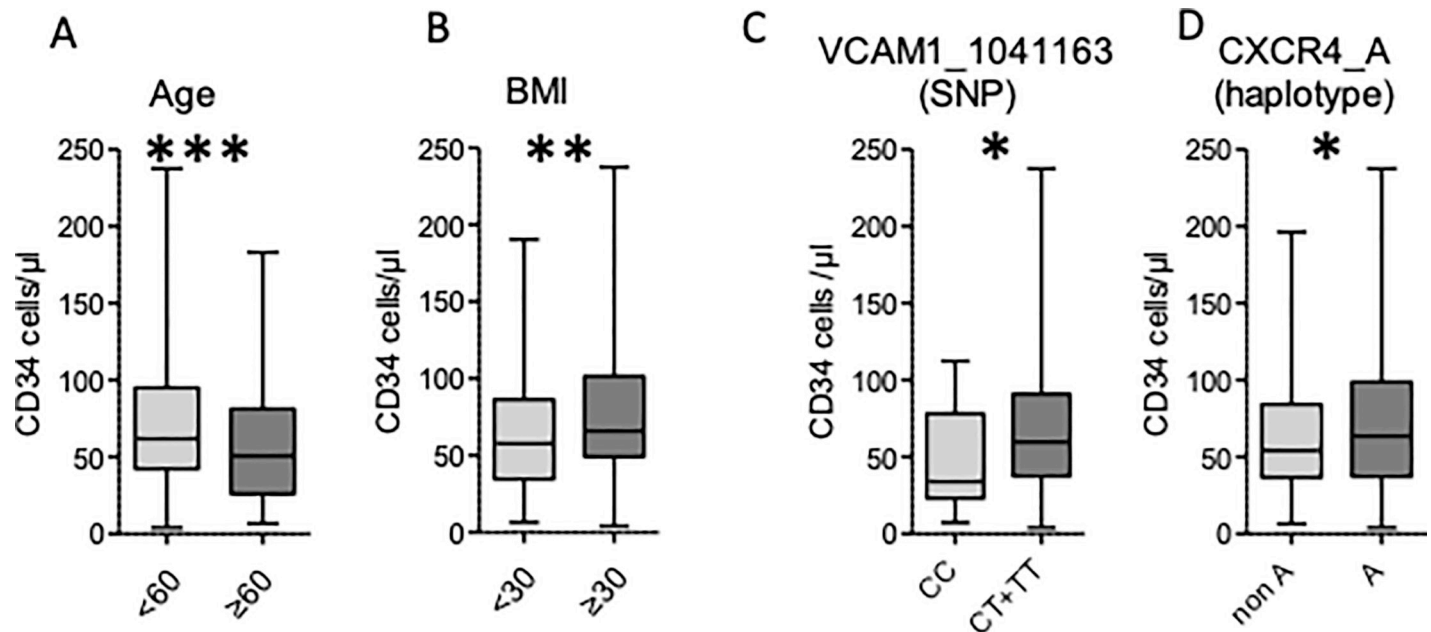 A
Age
***
250
200
150
100
50
0
CD34 cells/µl
<60
≥60
B
BMI
**
250
200
150
100
50
0
CD34 cells/µl
<30
≥30
C
VCAM1_1041163
(SNP)
*
250
200
150
100
50
0
CD34 cells /µl
CC
CT+TT
D
CXCR4_A
(haplotype)
*
250
200
150
100
50
0
CD34 cells/µl
non A
A